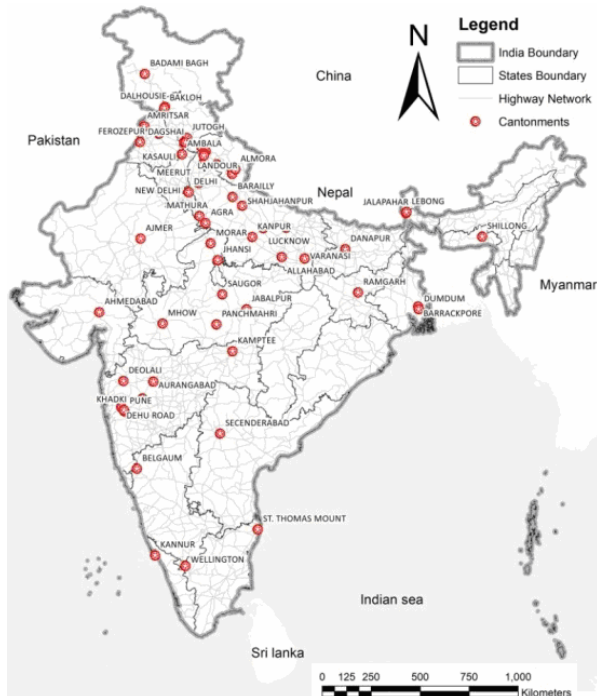 N
Legend
India Boundary
States Boundary
Highway Network
Cantonments
China
Pakistan
Nepal
Myanmar
Indian sea
Sri lanka
BADAMI BAGH
DALHOUSIE BAKLOH
AMRITSAR
FEROZEPUR DAGSHAI JUTOGH
AMBALA
KASAULI
LANDOUR
ALMORA
MEERUT
DELHI
NEW DELHI
BARAILLY
SHAHJAHANPUR
MATHURA
AGRA
JALAPAHAR LEBONG
AJMER
MORAR
KANPUR
LUCKNOW
DANAPUR
SHILLONG
JHANSI
VARANASI
ALLAHABAD
SAUGOR
RAMGARH
AHMEDABAD
JABALPUR
DUMDUM
MHOW
PANCHMAHRI
BARRACKPORE
KAMPTEE
DEOLALI
AURANGABAD
KHADKI PUNE
DEHU ROAD
SECENDERABAD
BELGAUM
ST. THOMAS MOUNT
KANNUR
WELLINGTON
0 125 250 500 750 1,000
Kilometers